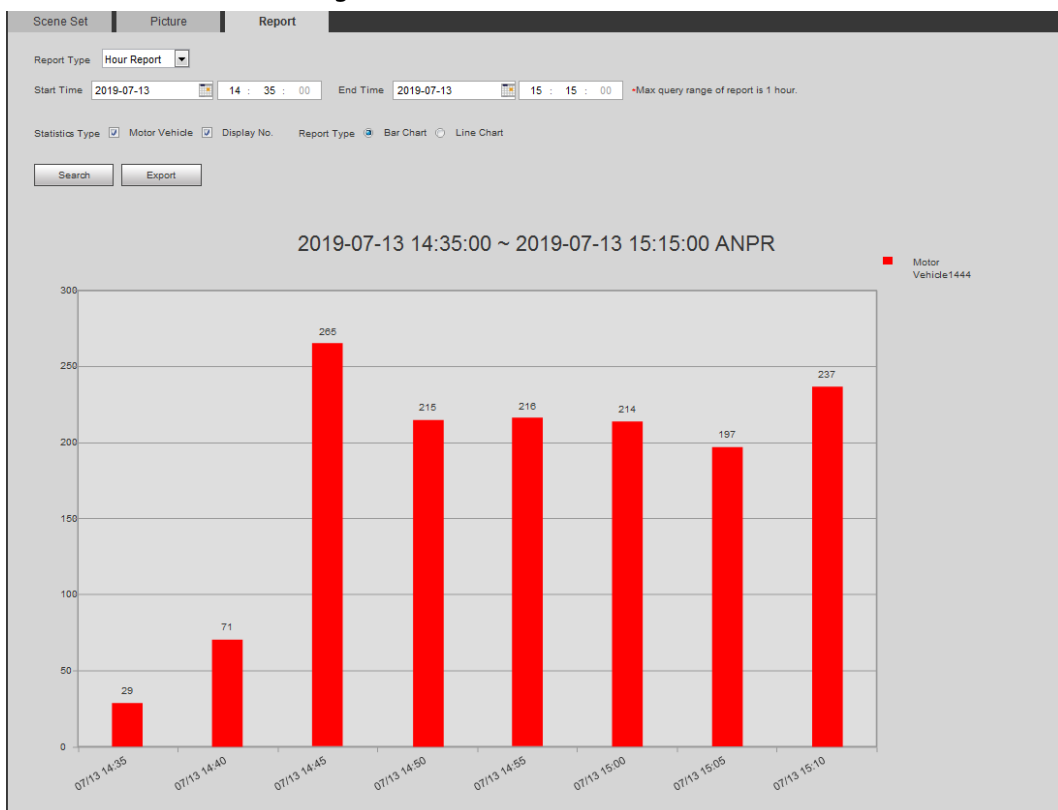 Scene Set Picture Report
Report Type Hour Report
Start Time 2019-07-13 14 : 35 : 00 End Time 2019-07-13 15 : 15 : 00 *Max query range of report is 1 hour.
Statistics Type Motor Vehicle Display No. Report Type Bar Chart Line Chart
Search Export
2019-07-13 14:35:00 ~ 2019-07-13 15:15:00 ANPR
Motor
Vehicle1444
300
265
250
237
215
216
214
200
197
150
100
71
50
29
0
07/13 14:35 07/13 14:40 07/13 14:45 07/13 14:50 07/13 14:55 07/13 15:00 07/13 15:05 07/13 15:10